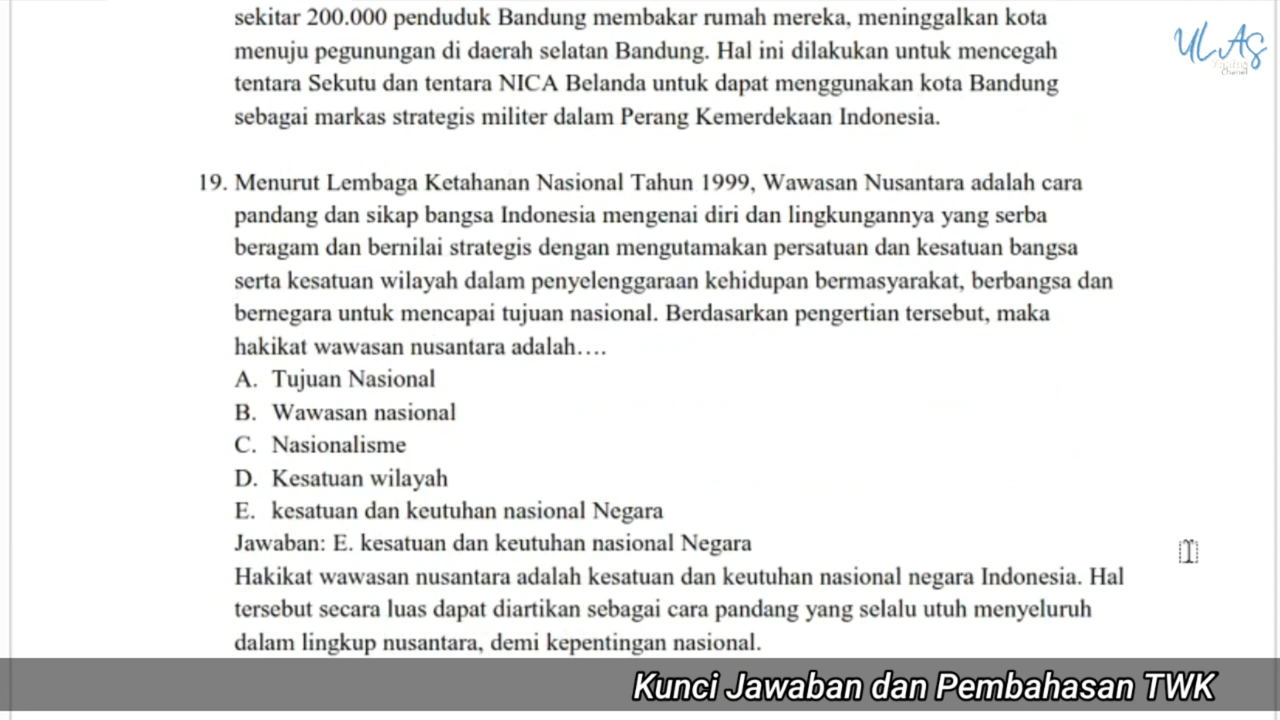 sekitar 200.000 penduduk Bandung membakar rumah mereka, meninggalkan kota
menuju pegunungan di daerah selatan Bandung. Hal ini dilakukan untuk mencegah
tentara Sekutu dan tentara NICA Belanda untuk dapat menggunakan kota Bandung
sebagai markas strategis militer dalam Perang Kemerdekaan Indonesia.
19. Menurut Lembaga Ketahanan Nasional Tahun 1999, Wawasan Nusantara adalah cara
pandang dan sikap bangsa Indonesia mengenai diri dan lingkungannya yang serba
beragam dan bernilai strategis dengan mengutamakan persatuan dan kesatuan bangsa
serta kesatuan wilayah dalam penyelenggaraan kehidupan bermasyarakat, berbangsa dan
bernegara untuk mencapai tujuan nasional. Berdasarkan pengertian tersebut, maka
hakikat wawasan nusantara adalah….
A. Tujuan Nasional
B. Wawasan nasional
C. Nasionalisme
D. Kesatuan wilayah
E. kesatuan dan keutuhan nasional Negara
Jawaban: E. kesatuan dan keutuhan nasional Negara
Hakikat wawasan nusantara adalah kesatuan dan keutuhan nasional negara Indonesia. Hal
tersebut secara luas dapat diartikan sebagai cara pandang yang selalu utuh menyeluruh
dalam lingkup nusantara, demi kepentingan nasional.
ULAS
Chanel
Kunci Jawaban dan Pembahasan TWK